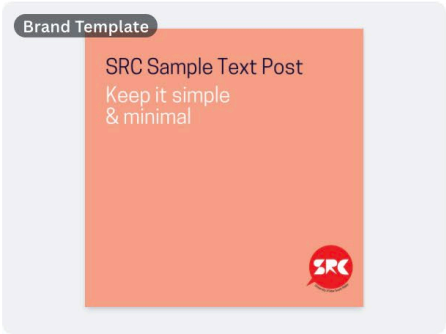 Brand Template
SRC Sample Text Post
Keep it simple
& minimal
SRC